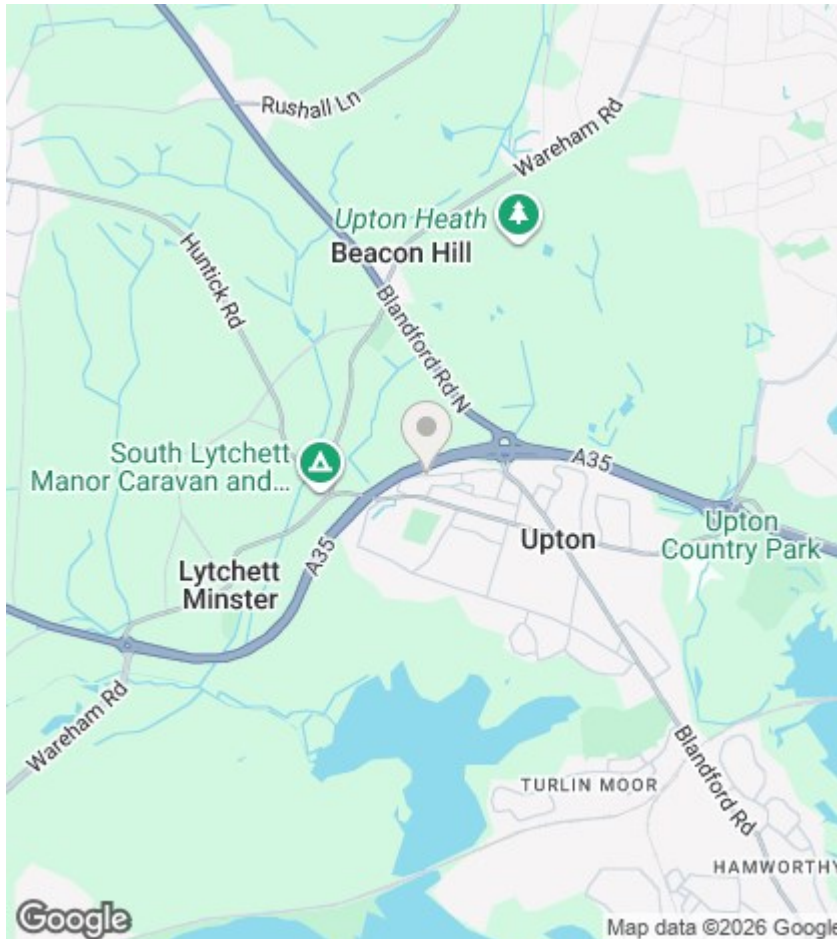 Rushall Ln
Wareham Rd
Upton Heath
Beacon Hill
Huntick Rd
Blandford Rd N
South Lytchett
Manor Caravan and...
A35
A35
Upton
Upton
Country Park
Lytchett
Minster
Wareham Rd
Blandford Rd
TURLIN MOOR
HAMWORTHY
Google
Map data ©2026 Google